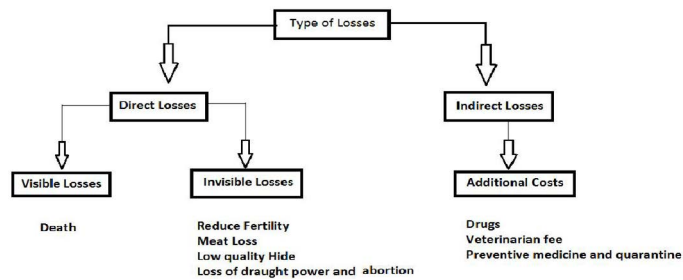 Type of Losses
Direct Losses
Indirect Losses
Visible Losses
Invisible Losses
Additional Costs
Death
Reduce Fertility
Meat Loss
Low quality Hide
Loss of draught power and abortion
Drugs
Veterinarian fee
Preventive medicine and quarantine